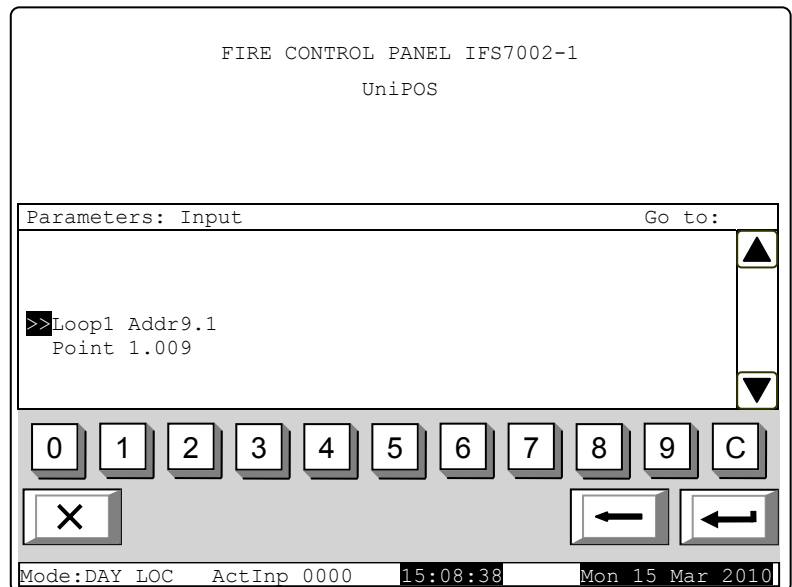 FIRE CONTROL PANEL IFS7002-1
UniPOS
Parameters: Input Go to:
>>Loop1 Addr9.1
Point 1.009
0 1 2 3 4 5 6 7 8 9 C
Mode:DAY LOC ActInp 0000 15:08:38 Mon 15 Mar 2010